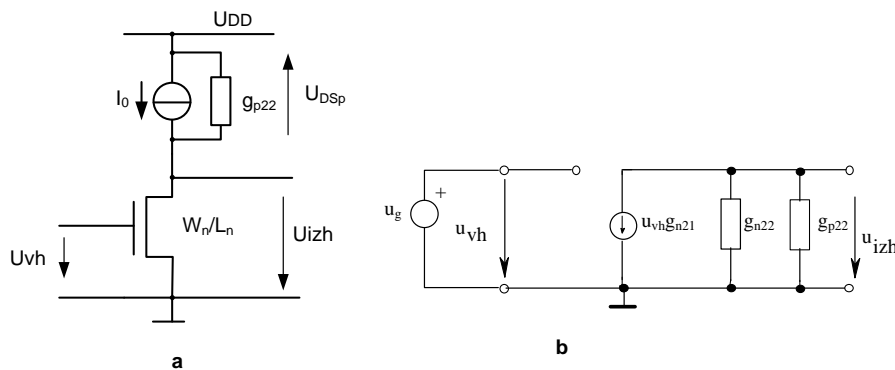 UDD
I0
gp22
UDSp
Wn/Ln
Uvh
Uizh
a
ug
+
uvh
uvhgn21
gn22
gp22
uizh
b